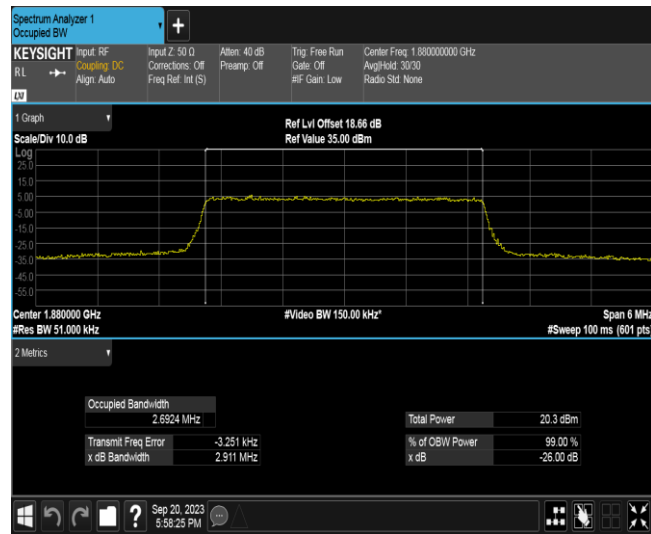 Spectrum Analyzer 1
Occupied BW
KEYSIGHT Input: RF Input Z: 50 Ω Atten: 40 dB Trig: Free Run Center Freq: 1.880000000 GHz
RL Coupling: DC Corrections: Off Preamp: Off Gate: Off Avg|Hold: 30/30
Align: Auto Freq Ref: Int (S) #IF Gain: Low Radio Std: None
LXI
1 Graph Ref Lvl Offset 18.66 dB
Scale/Div 10.0 dB Ref Value 35.00 dBm
Log
25.0
15.0
5.00
-5.00
-15.0
-25.0
-35.0
-45.0
-55.0
Center 1.880000 GHz #Video BW 150.00 kHz* Span 6 MHz
#Res BW 51.000 kHz #Sweep 100 ms (601 pts)
2 Metrics
Occupied Bandwidth
2.6924 MHz Total Power 20.3 dBm
Transmit Freq Error -3.251 kHz % of OBW Power 99.00 %
x dB Bandwidth 2.911 MHz x dB -26.00 dB
Sep 20, 2023
5:58:25 PM